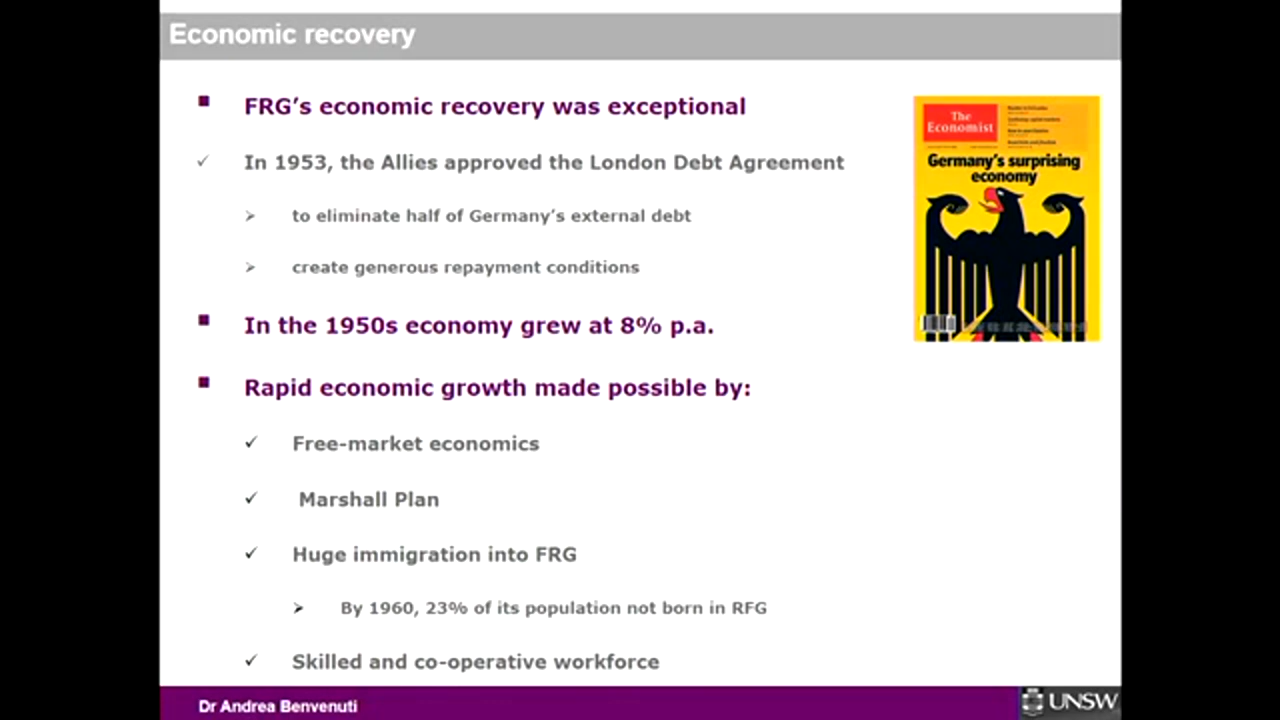 Economic recovery
FRG's economic recovery was exceptional
In 1953, the Allies approved the London Debt Agreement
to eliminate half of Germany's external debt
create generous repayment conditions
The
Economist
Germany's surprising
economy
In the 1950s economy grew at 8% p.a.
Rapid economic growth made possible by:
Free-market economics
Marshall Plan
Huge immigration into FRG
By 1960, 23% of its population not born in RFG
Skilled and co-operative workforce
Dr Andrea Benvenuti
UNSW